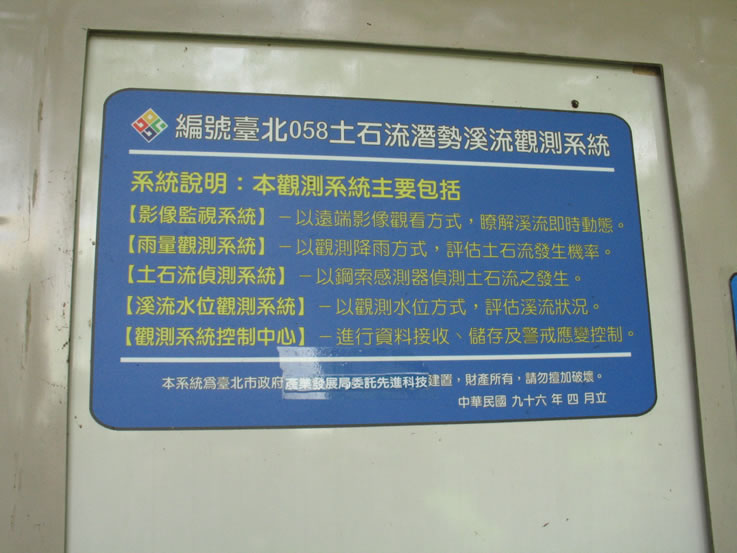 編號臺北058土石流潛勢溪流觀測系統
系統說明：本觀測系統主要包括
【影像監視系統】－以遠端影像觀看方式，瞭解溪流即時動態。
【雨量觀測系統】－以觀測降雨方式，評估土石流發生機率。
【土石流偵測系統】－以鋼索感測器偵測土石流之發生。
【溪流水位觀測系統】－以觀測水位方式，評估溪流狀況。
【觀測系統控制中心】－進行資料接收、儲存及警戒應變控制。
本系統為臺北市政府產業發展局委託先進科技建置，財產所有，請勿擅加破壞。
中華民國 九十六 年 四 月立